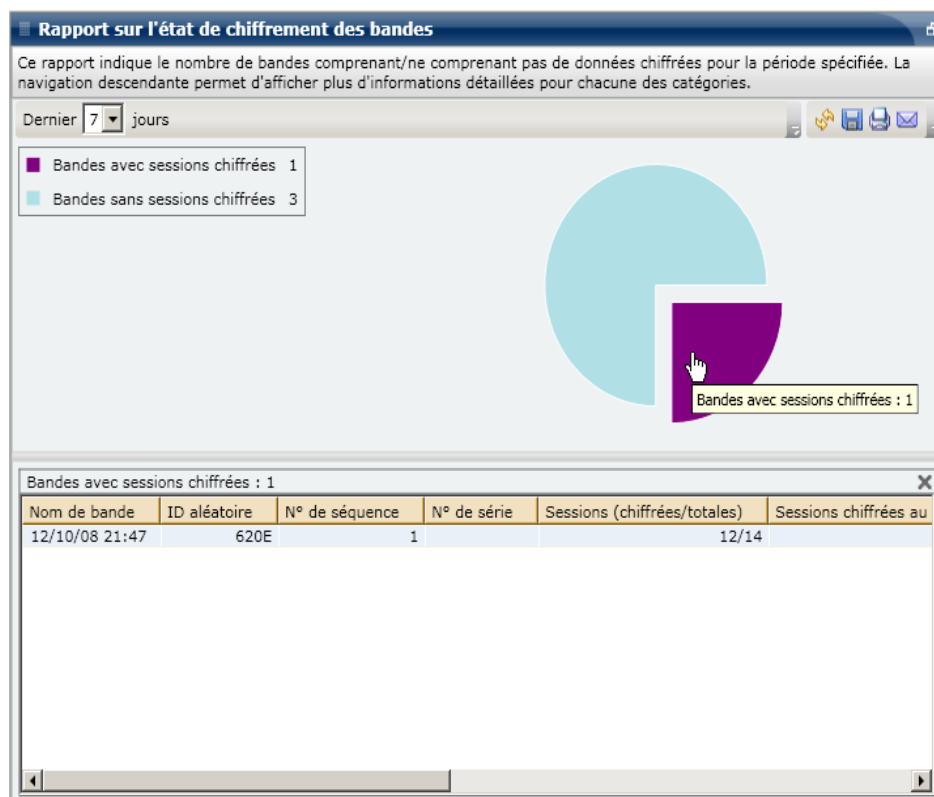 Rapport sur l'état de chiffrement des bandes
Ce rapport indique le nombre de bandes comprenant/ne comprenant pas de données chiffrées pour la période spécifiée. La
navigation descendante permet d'afficher plus d'informations détaillées pour chacune des catégories.
Dernier 7 jours
Bandes avec sessions chiffrées 1
Bandes sans sessions chiffrées 3
Bandes avec sessions chiffrées : 1
Bandes avec sessions chiffrées : 1
Nom de bande ID aléatoire N° de séquence N° de série Sessions (chiffrées/totales) Sessions chiffrées au
12/10/08 21:47 620E 1 12/14